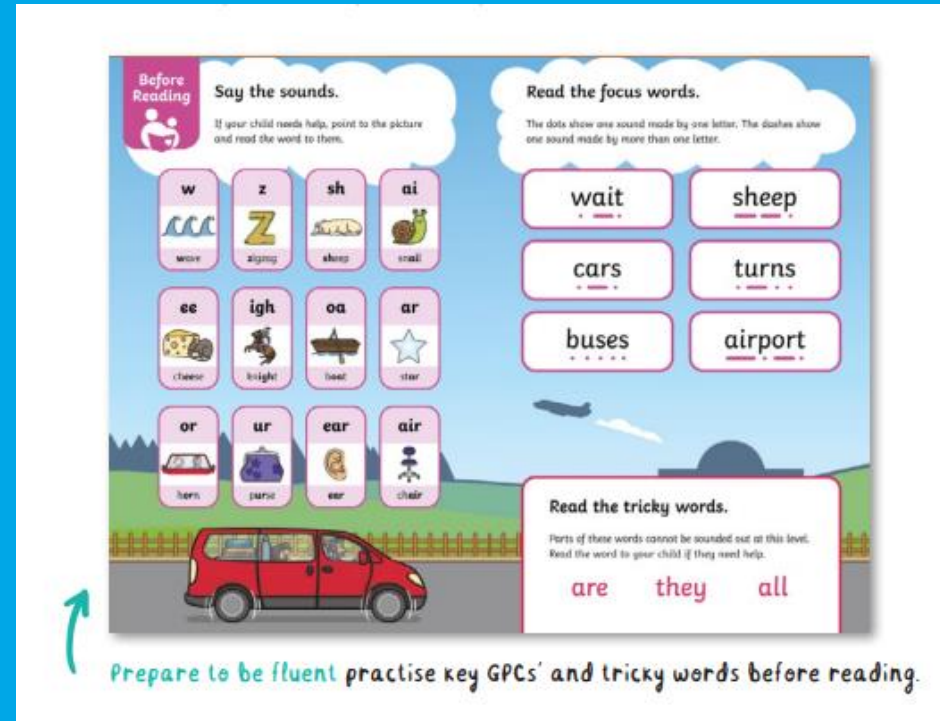 Before
Reading
Say the sounds.
If your child needs help, point to the picture
and read the word to them.
w z sh ai
wave zigzag sheep snail
ee igh oa ar
cheese knight boat star
or ur ear air
horn purse ear chair
Read the focus words.
The dots show one sound made by one letter. The dashes show
one sound made by more than one letter.
wait sheep
cars turns
buses airport
Read the tricky words.
Parts of these words cannot be sounded out at this level.
Read the word to your child if they need help.
are they all
Prepare to be fluent practise key GPCs' and tricky words before reading.